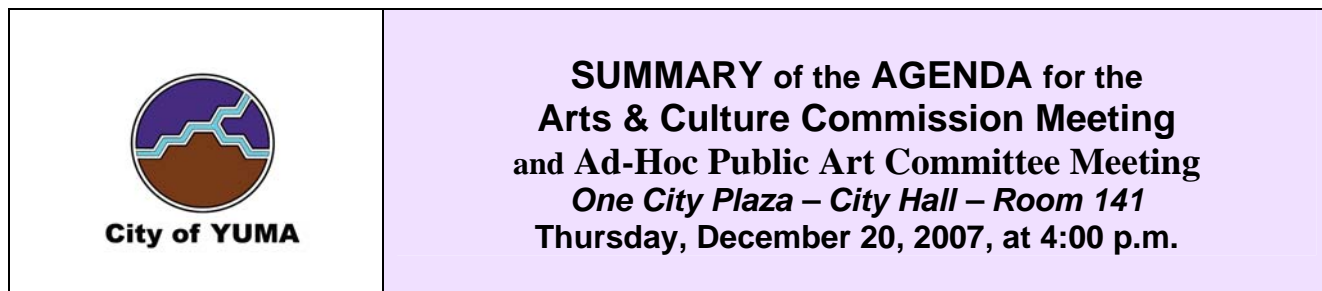 City of YUMA
SUMMARY of the AGENDA for the
Arts & Culture Commission Meeting
and Ad-Hoc Public Art Committee Meeting
One City Plaza – City Hall – Room 141
Thursday, December 20, 2007, at 4:00 p.m.